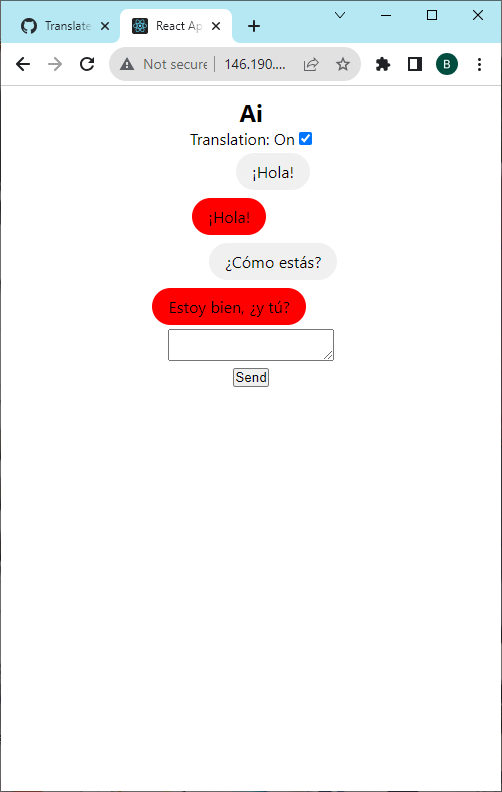 Translate
React Ap
Not secure
146.190....
B
Ai
Translation: On
¡Hola!
¡Hola!
¿Cómo estás?
Estoy bien, ¿y tú?
Send